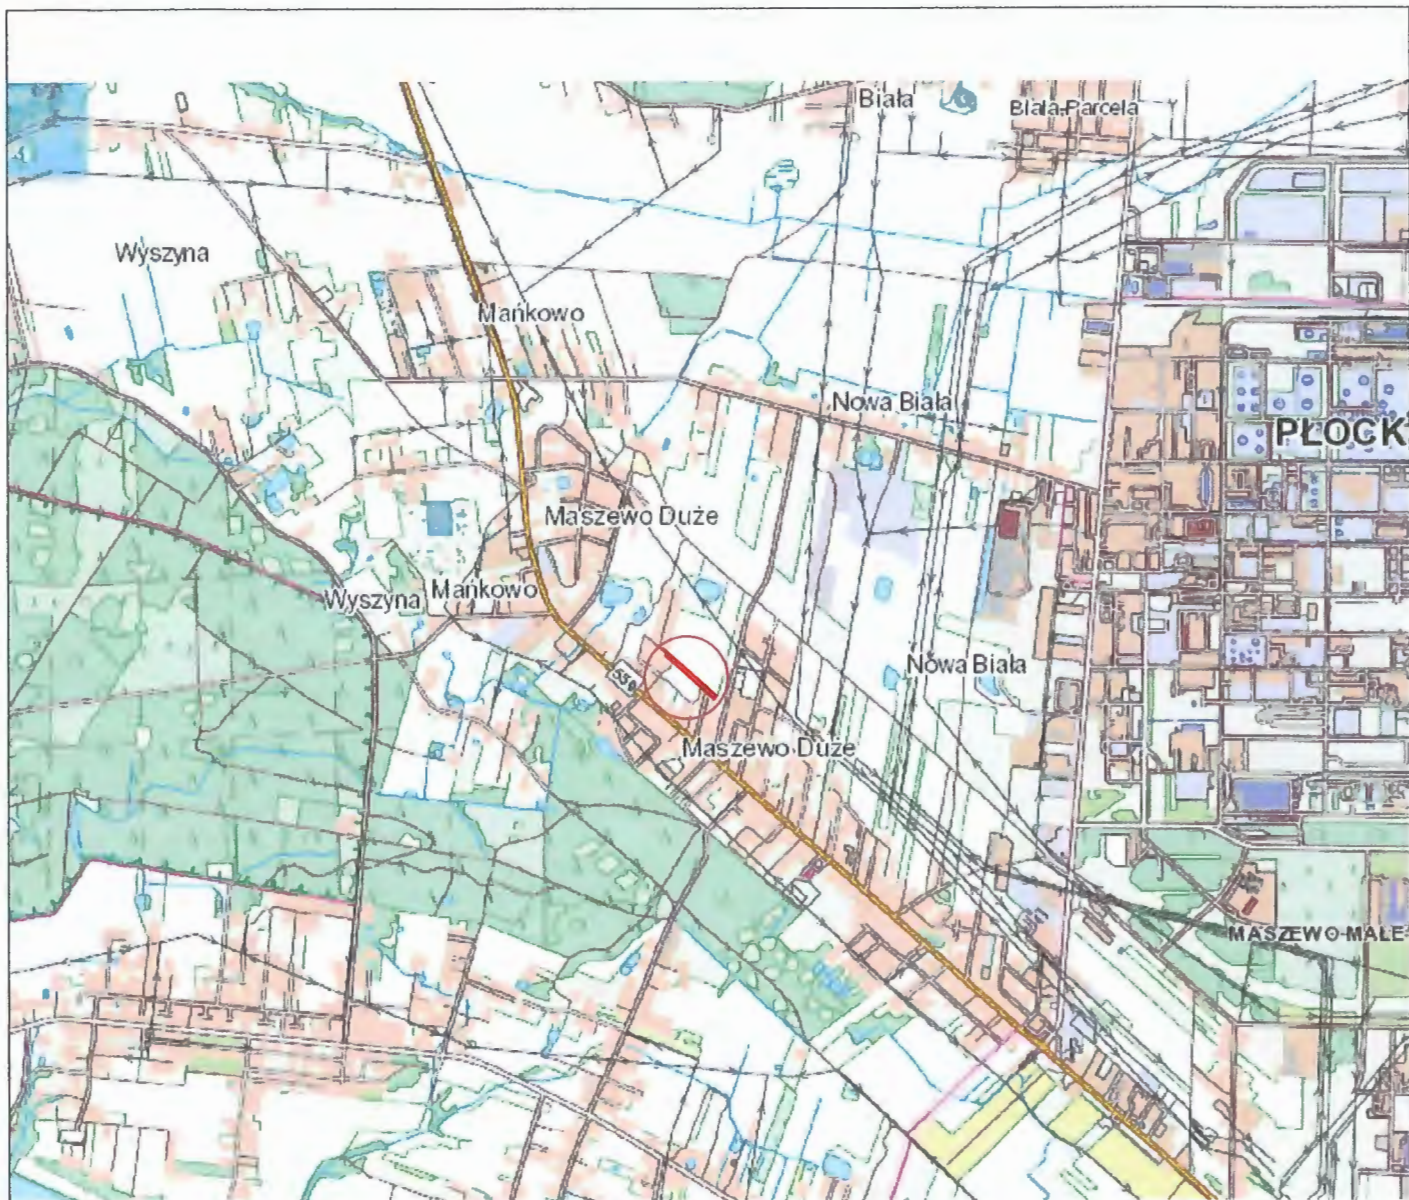 Biała
Biała-Parcela
Wyszyna
Mańkowo
Nowa Biała
PŁOCK
Maszewo Duże
Wyszyna
Mańkowo
559
Nowa Biała
Maszewo Duże
MASZEWO-MAŁE